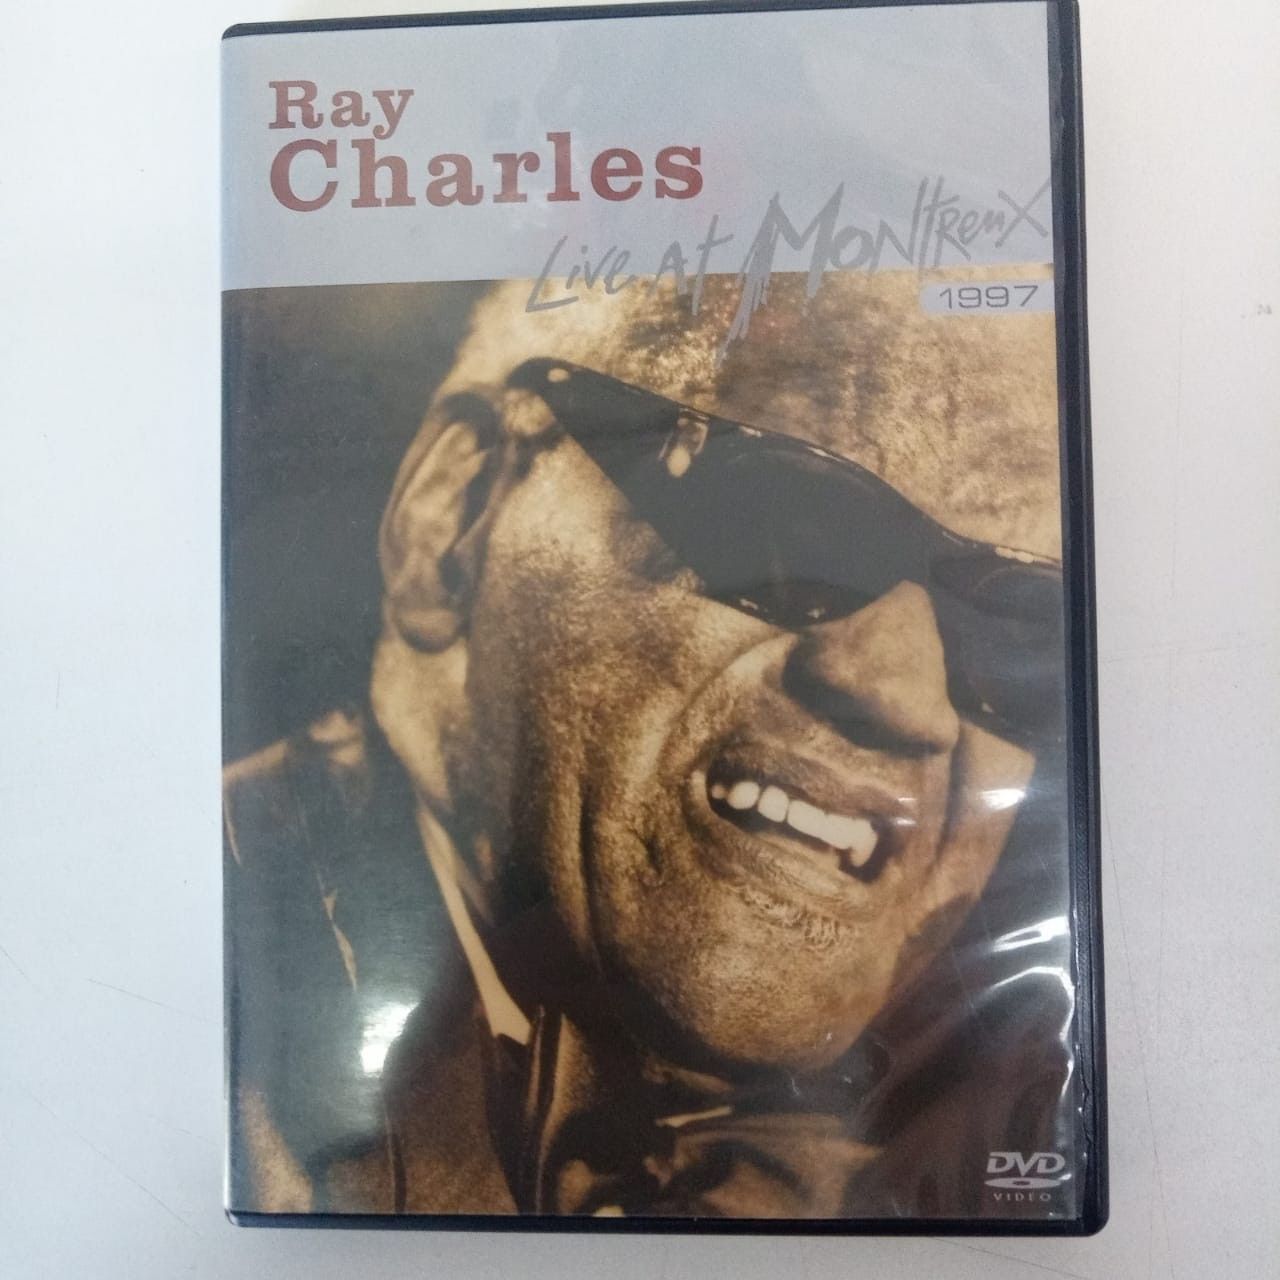 Ray
Charles
Live At Montreux
1997
DVD
VIDEO